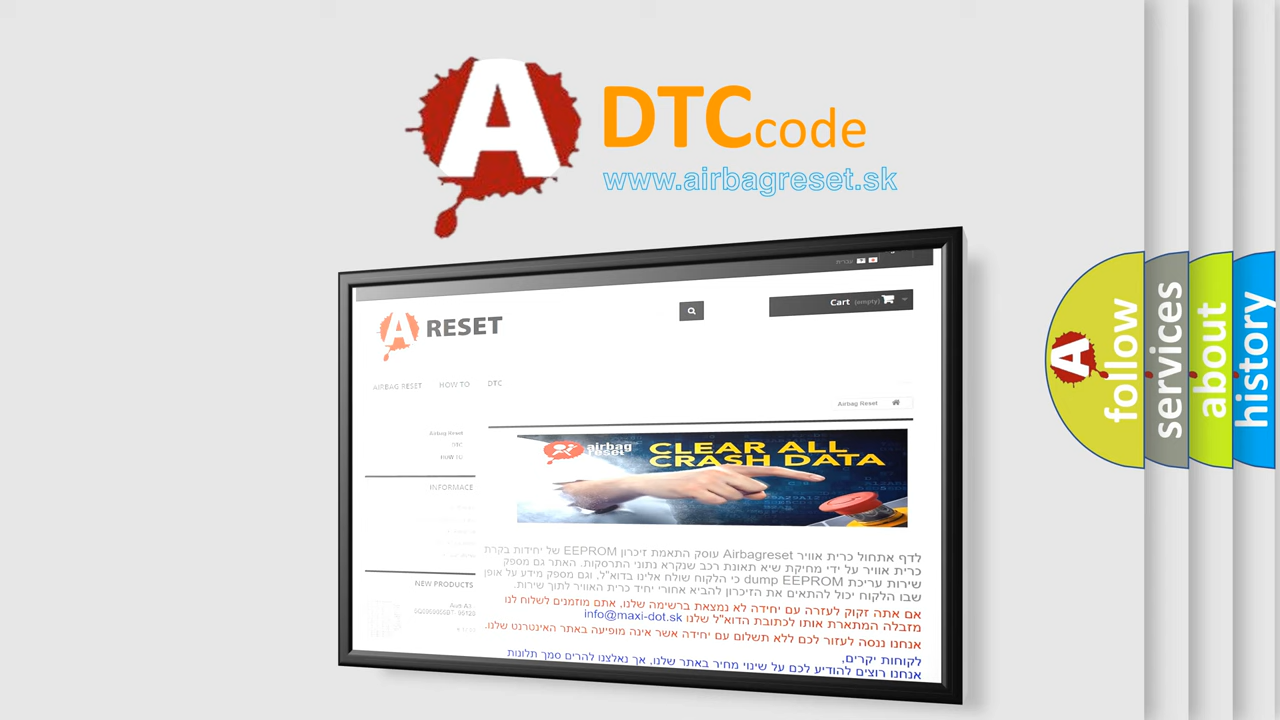 A
DTC code
www.airbagreset.sk
עברית
Cart (empty)
A RESET
AIRBAG RESET HOW TO DTC
Airbag Reset
Airbag Reset
DTC
HOW TO
INFORMACE
NEW PRODUCTS
Audi A3
airbag
reset
CLEAR ALL
CRASH DATA
לדף אתחול כרית אוויר Airbagreset עוסק התאמת זיכרון EEPROM של יחידות בקרת
כרית אוויר על ידי מחיקת שיא תאונת רכב שנקרא נתוני התרסקות. האתר גם מספק
שירות עריכת dump EEPROM כי הלקוח שולח אלינו בדוא"ל, וגם מספק מידע על אופן
שבו הלקוח יכול להתאים את הזיכרון להביא אחורי יחיד כרית האוויר לתוך שירות.
אם אתה זקוק לעזרה עם יחידה לא נמצאת ברשימה שלנו, אתם מוזמנים לשלוח לנו
מזבלה המתארת אותו לכתובת הדוא"ל שלנו info@maxi-dot.sk
אנחנו ננסה לעזור לכם ללא תשלום עם יחידה אשר אינה מופיעה באתר האינטרנט שלנו.
לקוחות יקרים,
אנחנו רוצים להודיע לכם על שינוי מחיר באתר שלנו, אך נאלצנו להרים סמך תלונות
follow
services
about
history